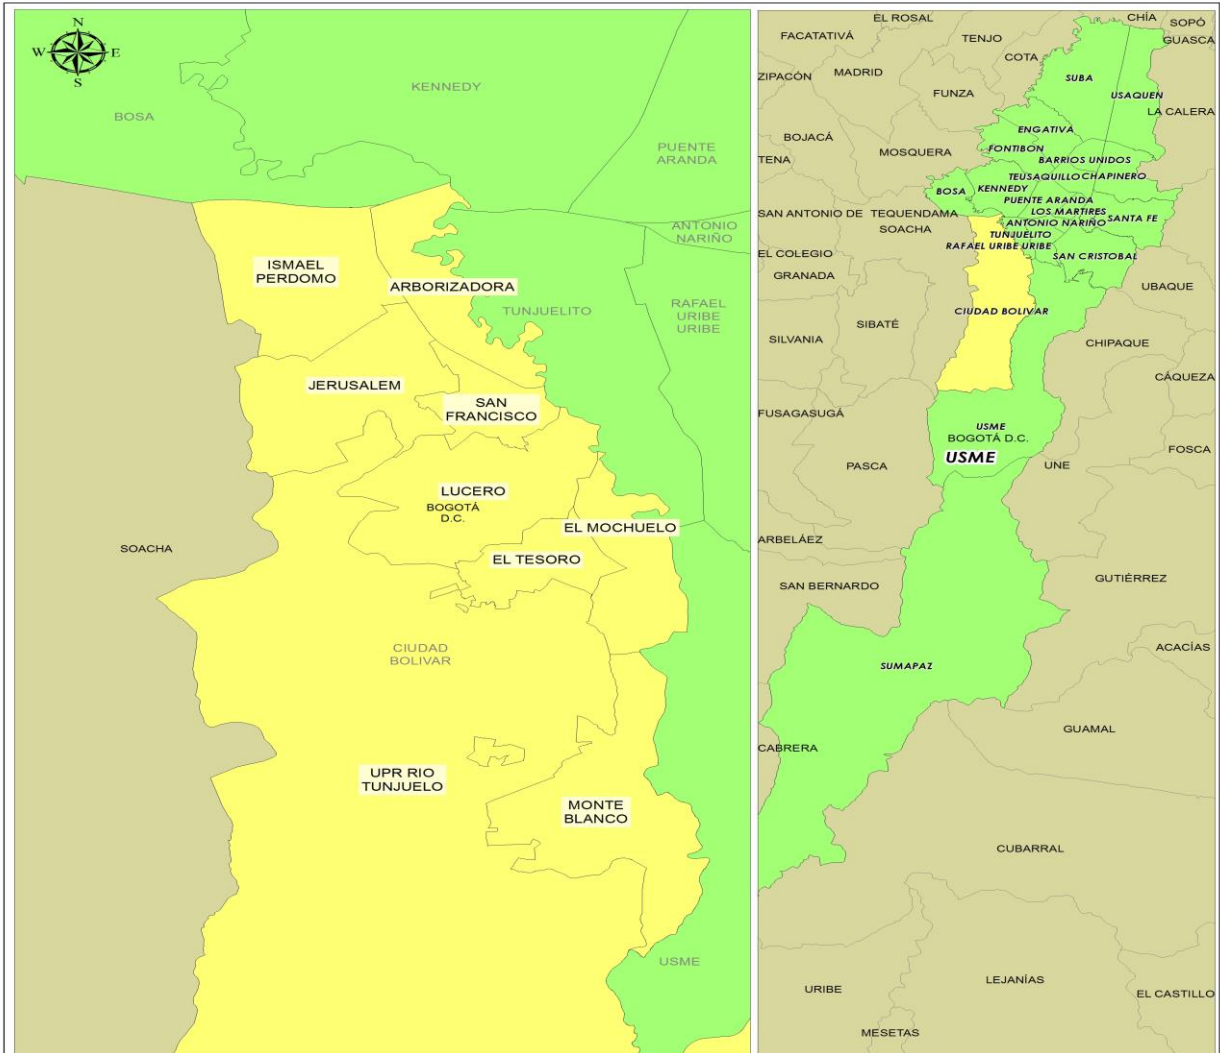 N
W E
S
BOSA
KENNEDY
PUENTE
ARANDA
ANTONIO
NARIÑO
ISMAEL
PERDOMO
ARBORIZADORA
TUNJUELITO
RAFAEL
URIBE
URIBE
JERUSALEM
SAN
FRANCISCO
LUCERO
BOGOTÁ
D.C.
EL MOCHUELO
SOACHA
EL TESORO
CIUDAD
BOLIVAR
UPR RIO
TUNJUELO
MONTE
BLANCO
USME
EL ROSAL
CHÍA
SOPÓ
FACATATIVÁ
TENJO
GUASCA
COTA
ZIPACÓN
MADRID
SUBA
FUNZA
USAQUEN
LA CALERA
BOJACÁ
ENGATIVA
MOSQUERA
FONTIBON
TENA
BARRIOS UNIDOS
TEUSAQUILLO
CHAPINERO
BOSA
KENNEDY
PUENTE ARANDA
SAN ANTONIO DE TEQUENDAMA
LOS MARTIRES
SANTA FE
SOACHA
ANTONIO NARIÑO
TUNJUELITO
RAFAEL URIBE URIBE
EL COLEGIO
SAN CRISTOBAL
GRANADA
UBAQUE
CIUDAD BOLIVAR
SIBATÉ
SILVANIA
CHIPAQUE
CÁQUEZA
FUSAGASUGÁ
USME
BOGOTÁ D.C.
USME
FOSCA
PASCA
UNE
ARBELÁEZ
SAN BERNARDO
GUTIÉRREZ
ACACÍAS
SUMAPAZ
GUAMAL
CABRERA
CUBARRAL
LEJANÍAS
URIBE
EL CASTILLO
MESETAS